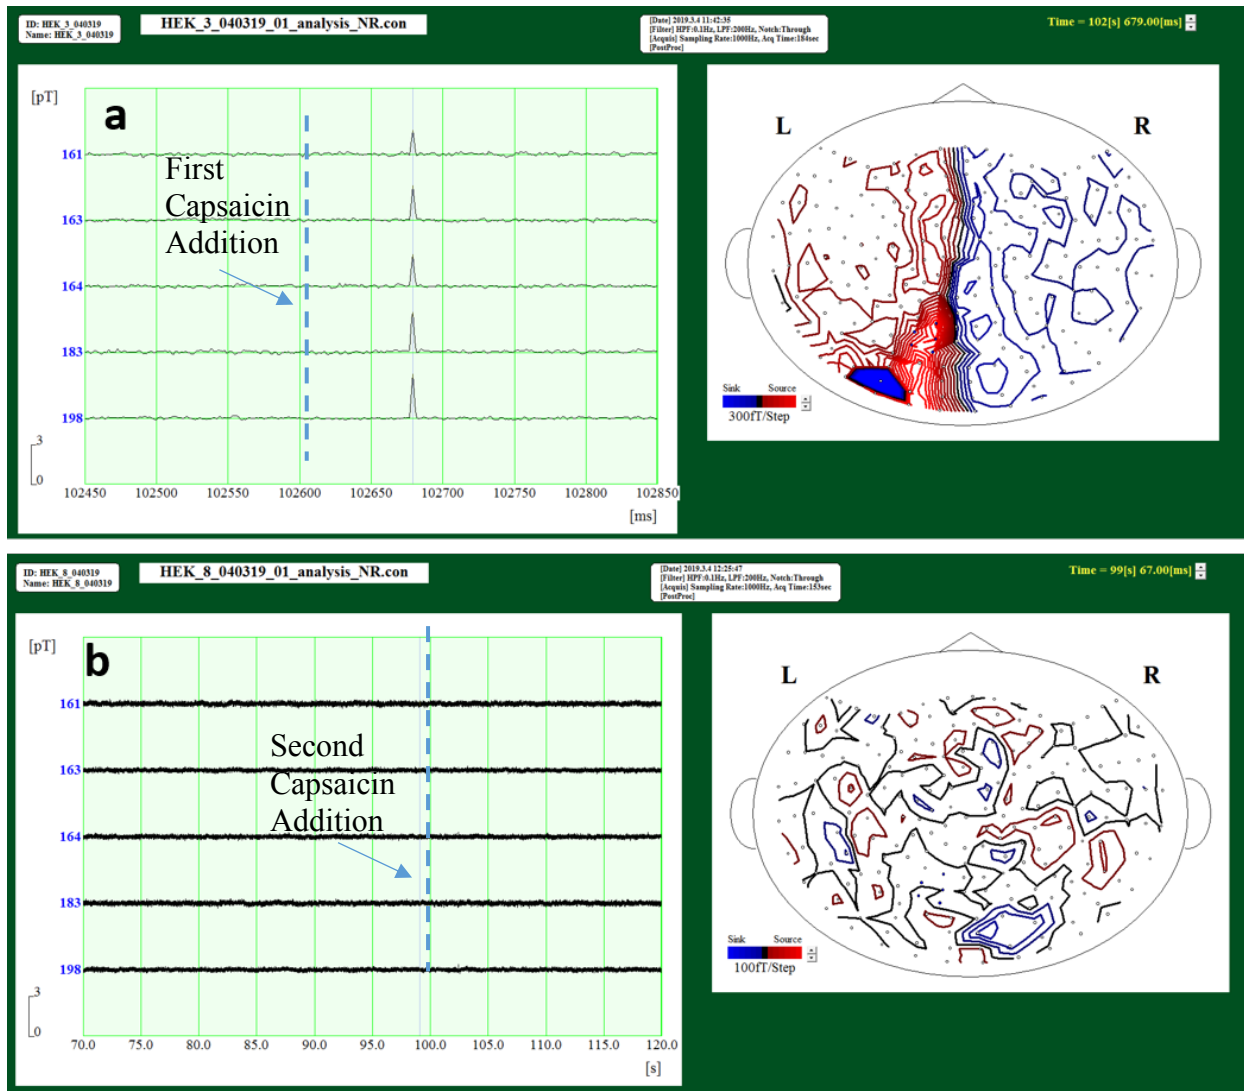 ID: HEK_3_040319
Name: HEK_3_040319
HEK_3_040319_01_analysis_NR.con
[Date] 2019.3.4 11:42:35
[Filter] HPF:0.1Hz, LPF:200Hz, Notch:Through
[Acquis] Sampling Rate:1000Hz, Acq Time:184sec
[PostProc]
Time = 102[s] 679.00[ms]
[pT]
a
161
163
164
183
198
First
Capsaicin
Addition
3
0
102450 102500 102550 102600 102650 102700 102750 102800 102850
[ms]
L R
Sink Source
300fT/Step
ID: HEK_8_040319
Name: HEK_8_040319
HEK_8_040319_01_analysis_NR.con
[Date] 2019.3.4 12:25:47
[Filter] HPF:0.1Hz, LPF:200Hz, Notch:Through
[Acquis] Sampling Rate:1000Hz, Acq Time:153sec
[PostProc]
Time = 99[s] 67.00[ms]
[pT]
b
161
163
164
183
198
Second
Capsaicin
Addition
3
0
70.0 75.0 80.0 85.0 90.0 95.0 100.0 105.0 110.0 115.0 120.0
[s]
L R
Sink Source
100fT/Step